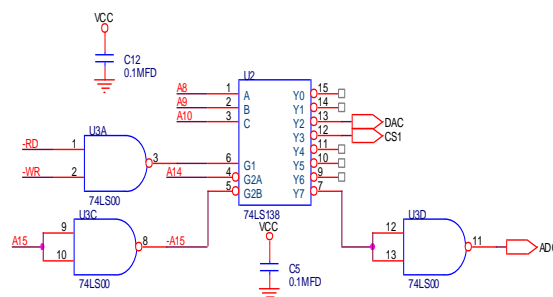 VCC
C12
0.1MFD
U2
A8 1 A Y0 15
A9 2 B Y1 14
A10 3 C Y2 13 DAC
Y3 12 CS1
Y4 11
Y5 10
Y6 9
Y7 7
-RD 1
U3A
-WR 2
3
74LS00
6 G1
A14 4 G2A
5 G2B
74LS138
A15
9
10
U3C
8 -A15
74LS00
VCC
C5
0.1MFD
12
13
U3D
11
74LS00